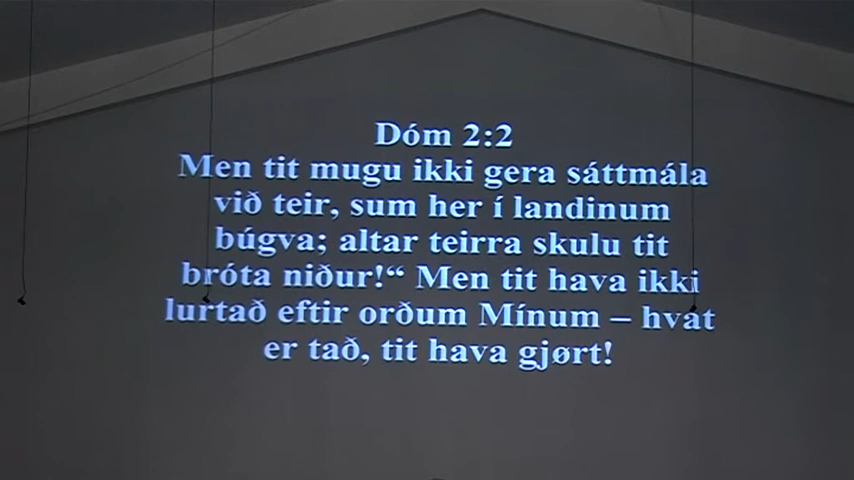 Dóm 2:2
Men tit mugu ikki gera sáttmála
við teir, sum her í landinum
búgva; altar teirra skulu tit
bróta niður!“ Men tit hava ikki
lurtað eftir orðum Mínum – hvat
er tað, tit hava gjørt!